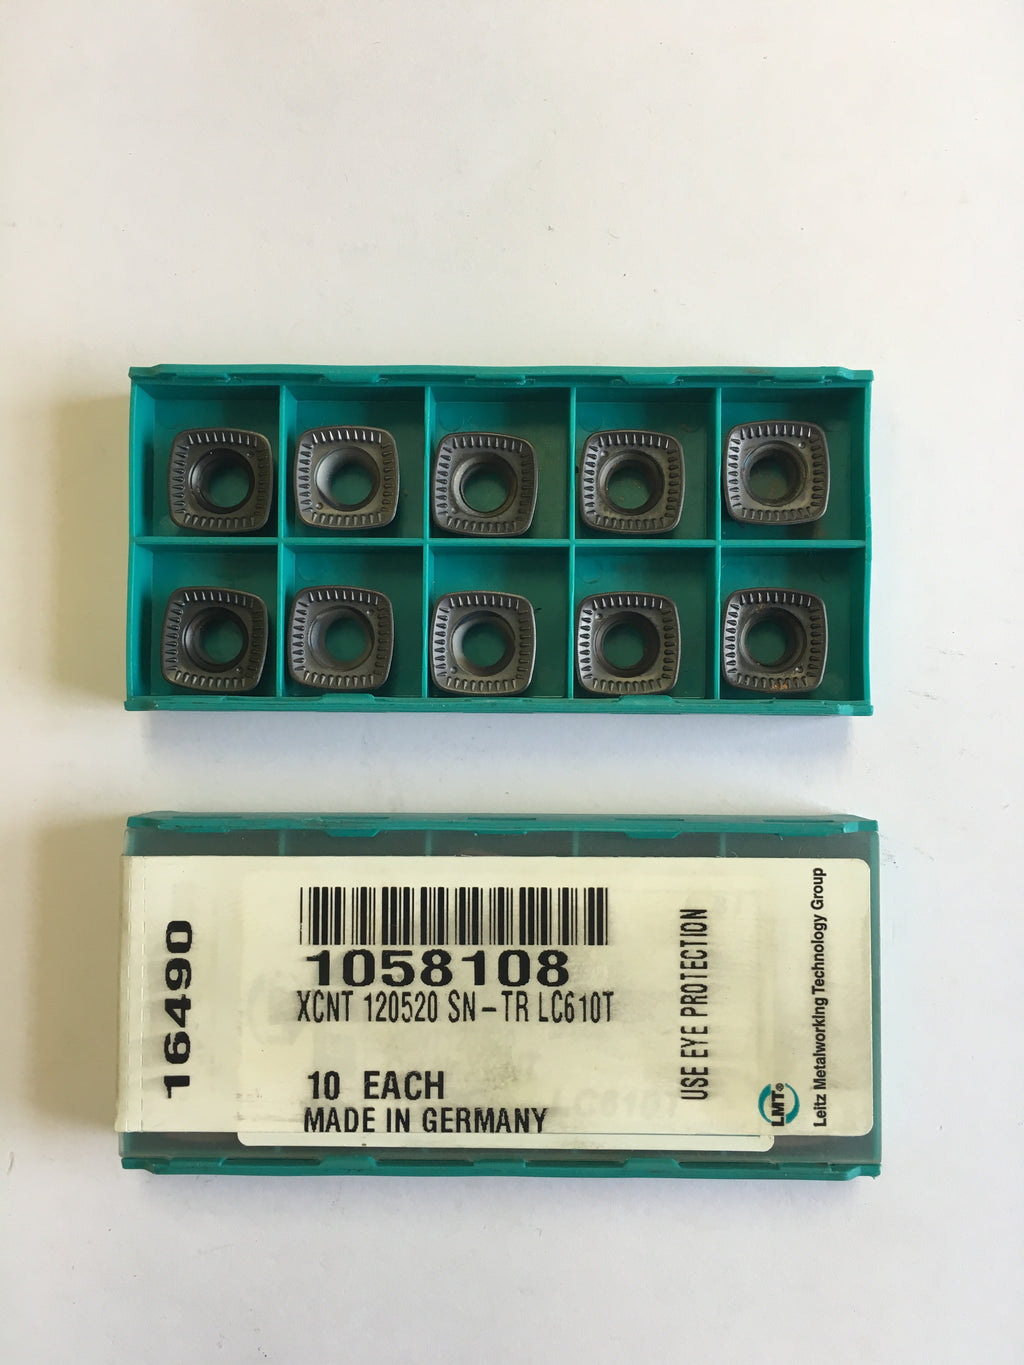 16490
1058108
XCNT 120520 SN-TR LC610T
10 EACH
MADE IN GERMANY
USE EYE PROTECTION
LMT®
Leitz Metalworking Technology Group
LC610T